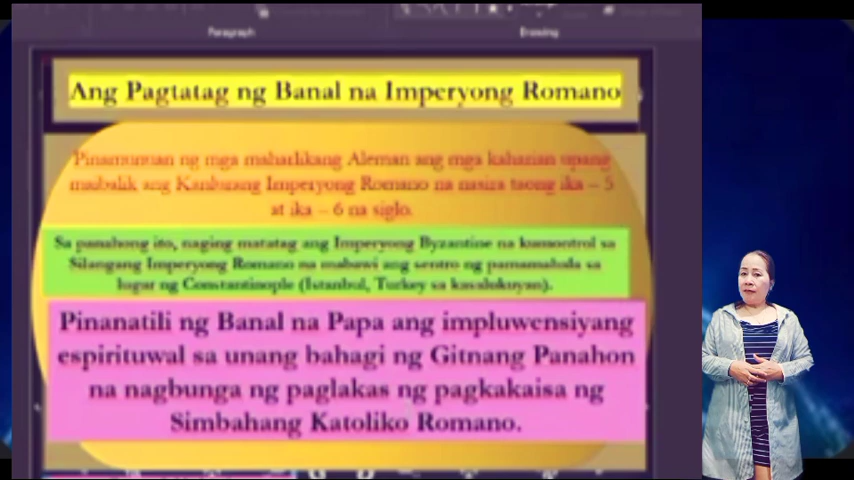 Paragraph
Ang Pagtatag ng Banal na Imperyong Romano
Pinamunuan ng mga maharlikang Aleman ang mga kaharian upang
maibalik ang Kanlurang Imperyong Romano na nasira taong ika – 5
at ika – 6 na siglo.
Sa panahong ito, naging matatag ang Imperyong Byzantine na kumontrol sa
Silangang Imperyong Romano na mabawi ang sentro ng pamamahala sa
lugar ng Constantinople (Istanbul, Turkey sa kasalukuyan).
Pinanatili ng Banal na Papa ang impluwensiyang
espirituwal sa unang bahagi ng Gitnang Panahon
na nagbunga ng paglakas ng pagkakaisa ng
Simbahang Katoliko Romano.